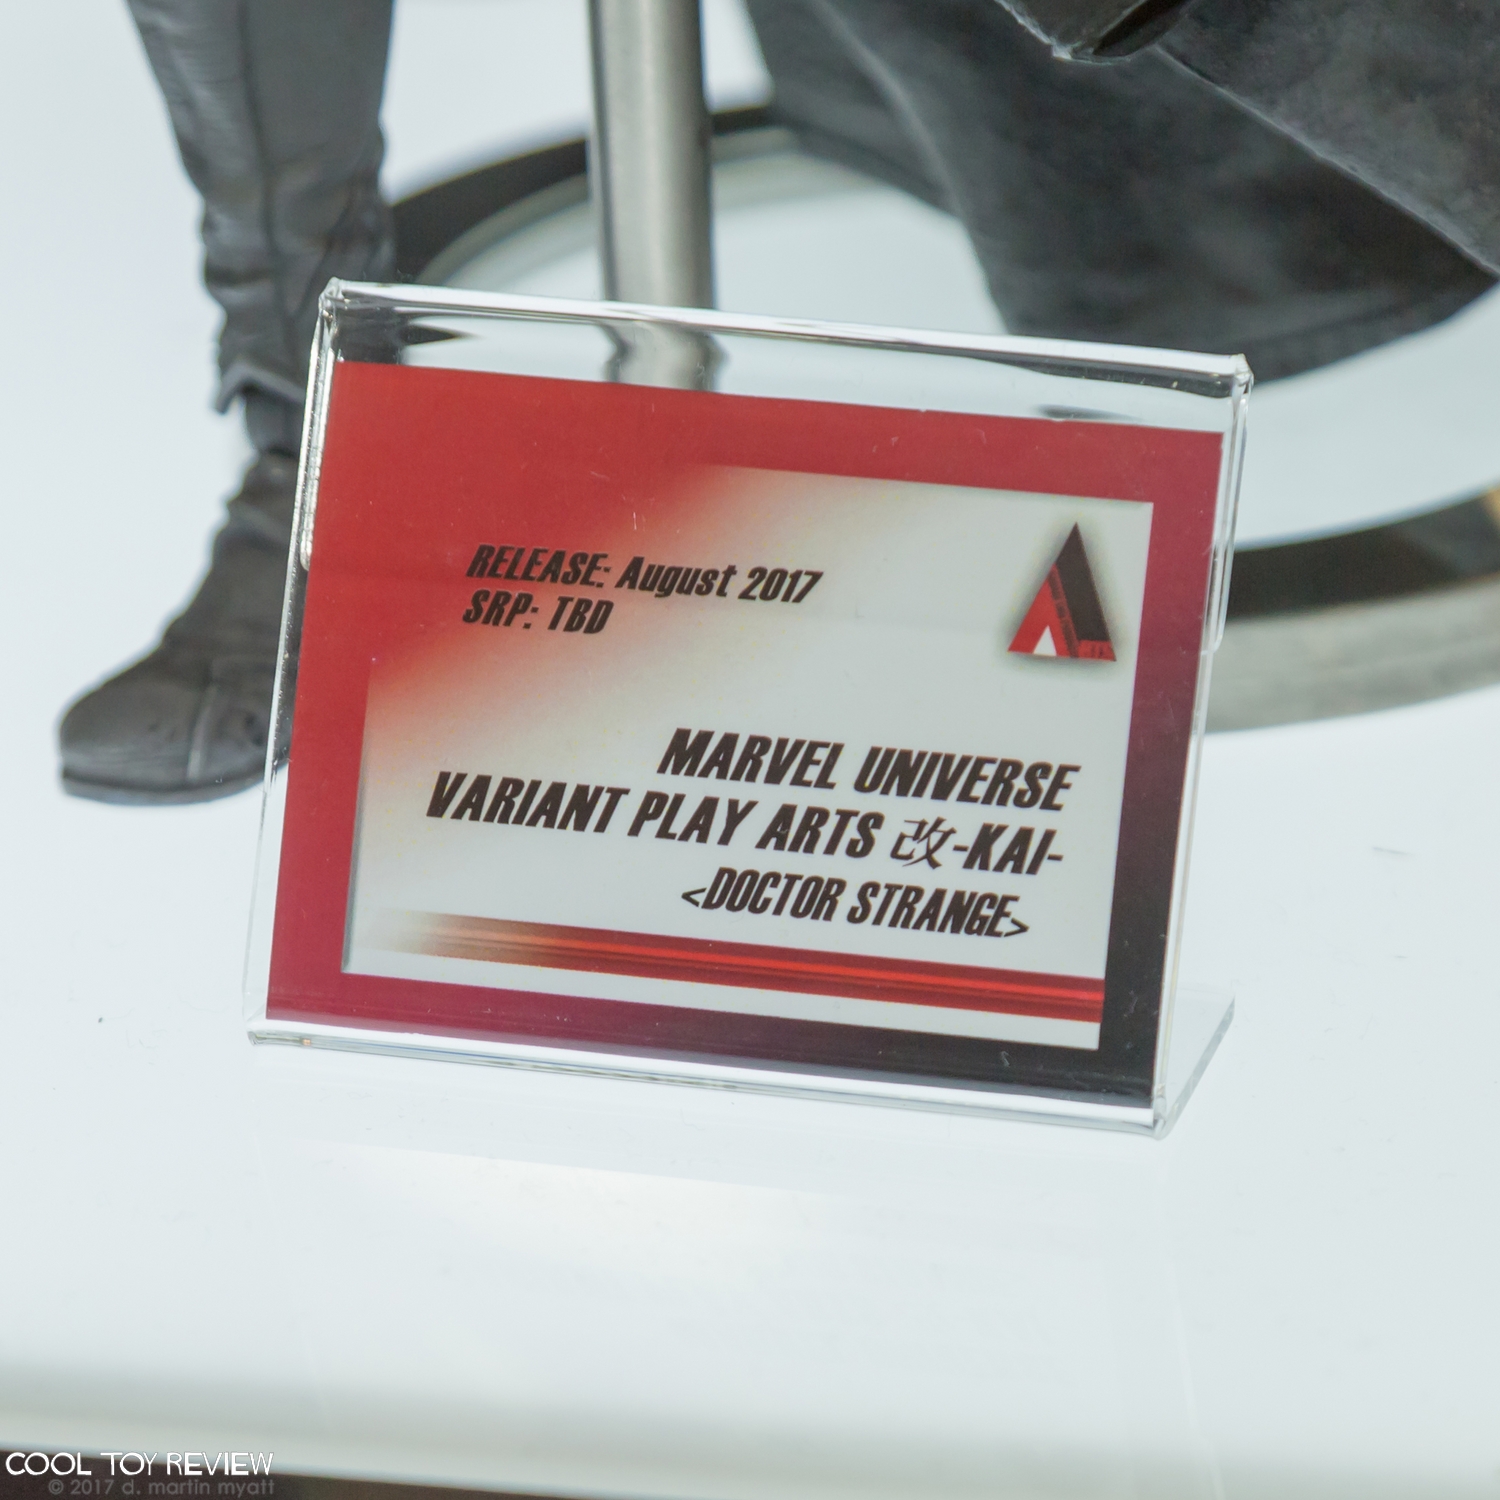 RELEASE: August 2017
SRP: TBD
MARVEL UNIVERSE
VARIANT PLAY ARTS 改-KAI-
<DOCTOR STRANGE>
COOL TOY REVIEW
© 2017 d. martin myatt